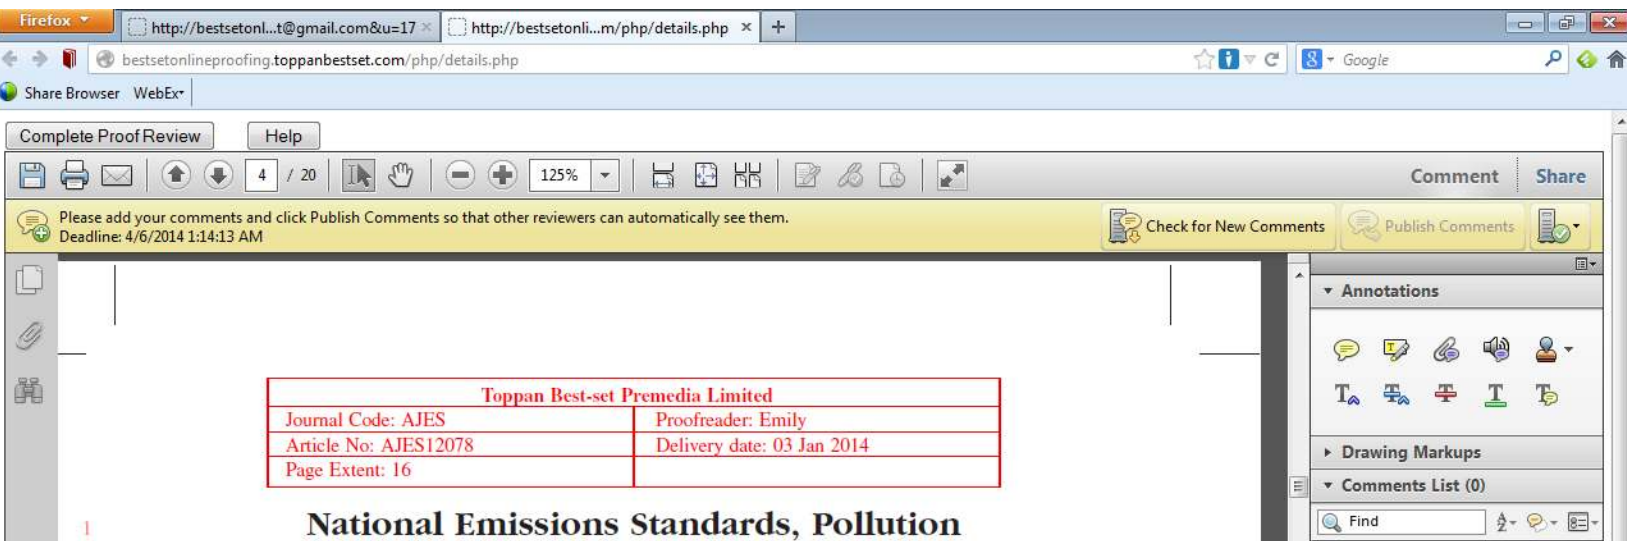 Firefox
http://bestsetonl...t@gmail.com&u=17
http://bestsetonli...m/php/details.php
bestsetonlineproofing.toppanbestset.com/php/details.php
Google
Share Browser WebEx
Complete Proof Review Help
4 / 20 125% Comment Share
Please add your comments and click Publish Comments so that other reviewers can automatically see them.
Deadline: 4/6/2014 1:14:13 AM
Check for New Comments Publish Comments
Annotations
Toppan Best-set Premedia Limited
Journal Code: AJES Proofreader: Emily
Article No: AJES12078 Delivery date: 03 Jan 2014
Page Extent: 16
Drawing Markups
Comments List (0)
Find
1 National Emissions Standards, Pollution